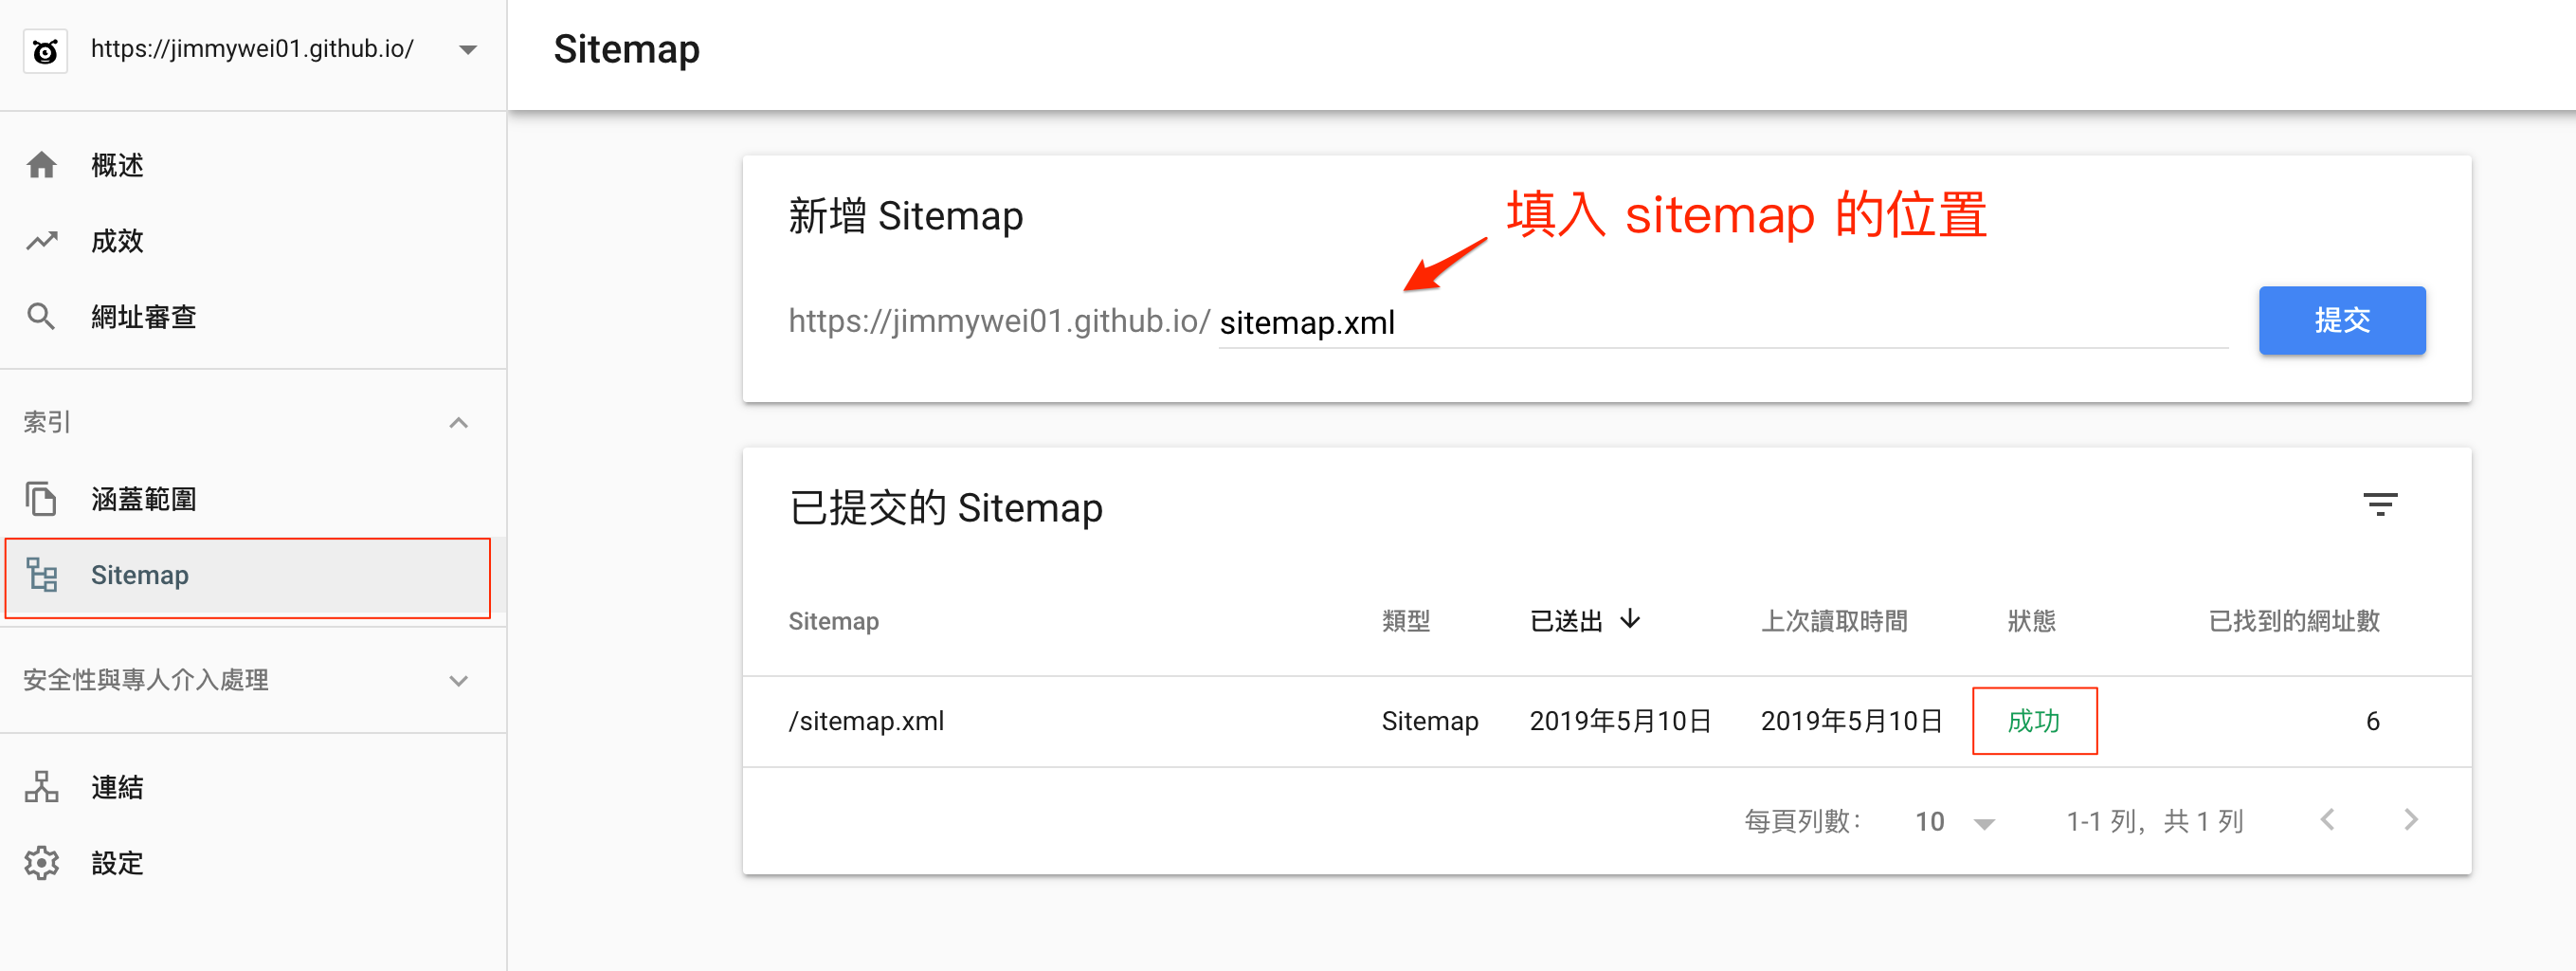 https://jimmywei01.github.io/
概述
成效
網址審查
索引
涵蓋範圍
Sitemap
安全性與專人介入處理
連結
設定
Sitemap
新增 Sitemap
填入 sitemap 的位置
https://jimmywei01.github.io/ sitemap.xml
提交
已提交的 Sitemap
Sitemap 類型 已送出 上次讀取時間 狀態 已找到的網址數
/sitemap.xml Sitemap 2019年5月10日 2019年5月10日 成功 6
每頁列數： 10 1-1 列，共 1 列